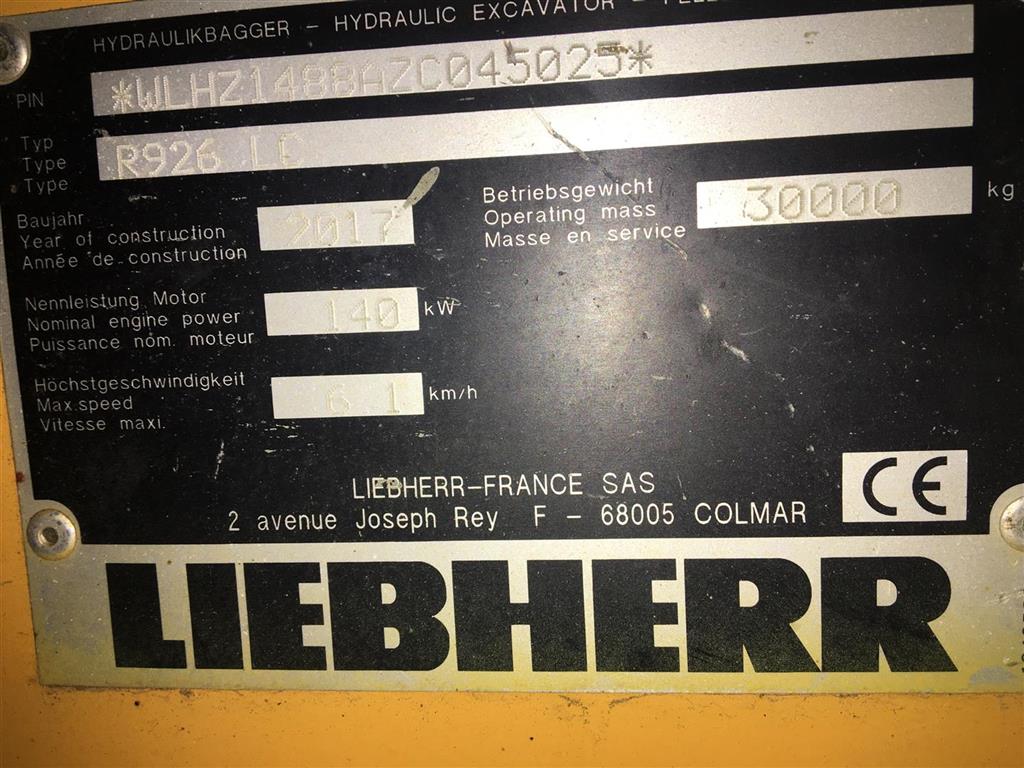 HYDRAULIKBAGGER - HYDRAULIC EXCAVATOR -
PIN *WLHZ1488AZC045025*
Typ
Type
Type
R926 LC
Baujahr
Year of construction
Année de construction
2017
Betriebsgewicht
Operating mass
Masse en service
30000 kg
Nennleistung Motor
Nominal engine power
Puissance nom. moteur
140 kW
Höchstgeschwindigkeit
Max.speed
Vitesse maxi.
6 1 km/h
LIEBHERR-FRANCE SAS
2 avenue Joseph Rey F - 68005 COLMAR
CE
LIEBHERR